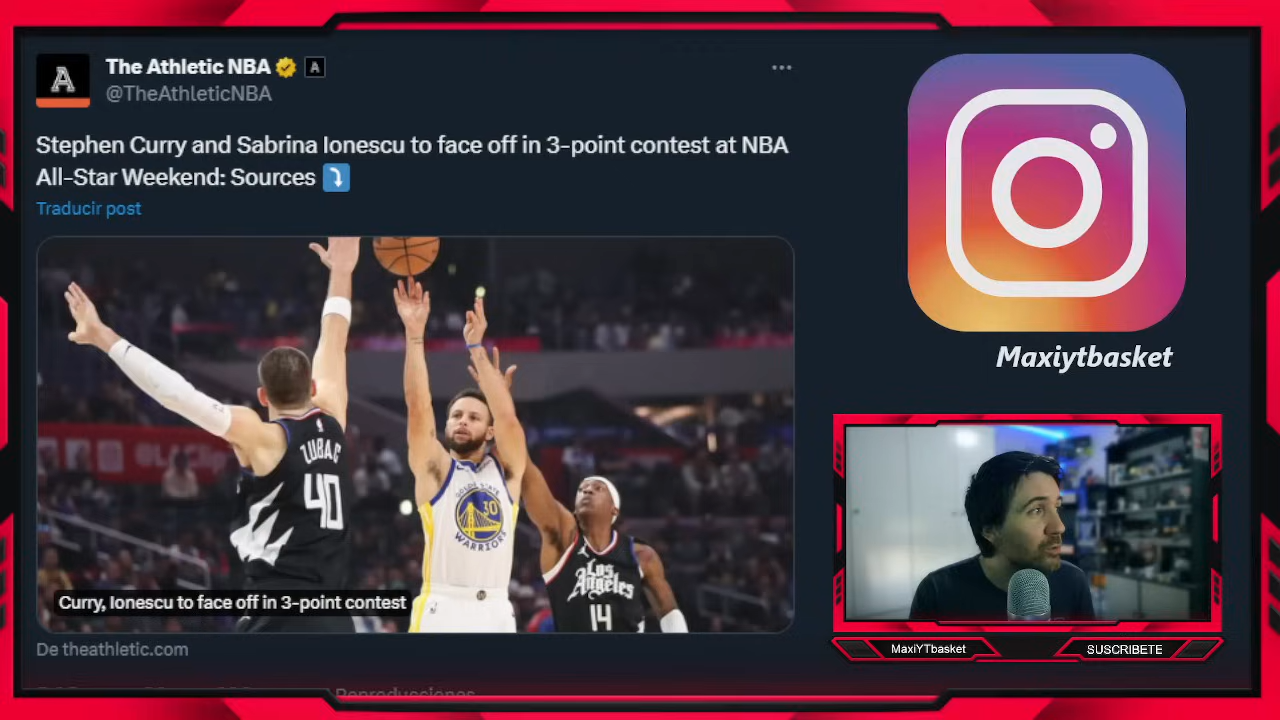 The Athletic NBA
@TheAthleticNBA
Stephen Curry and Sabrina Ionescu to face off in 3-point contest at NBA
All-Star Weekend: Sources
Traducir post
ZUBAC
40
GOLDEN STATE
30
WARRIORS
Los
Angeles
14
Curry, Ionescu to face off in 3-point contest
De theathletic.com
Reproducciones
Maxiytbasket
MaxiYTbasket
SUSCRIBETE